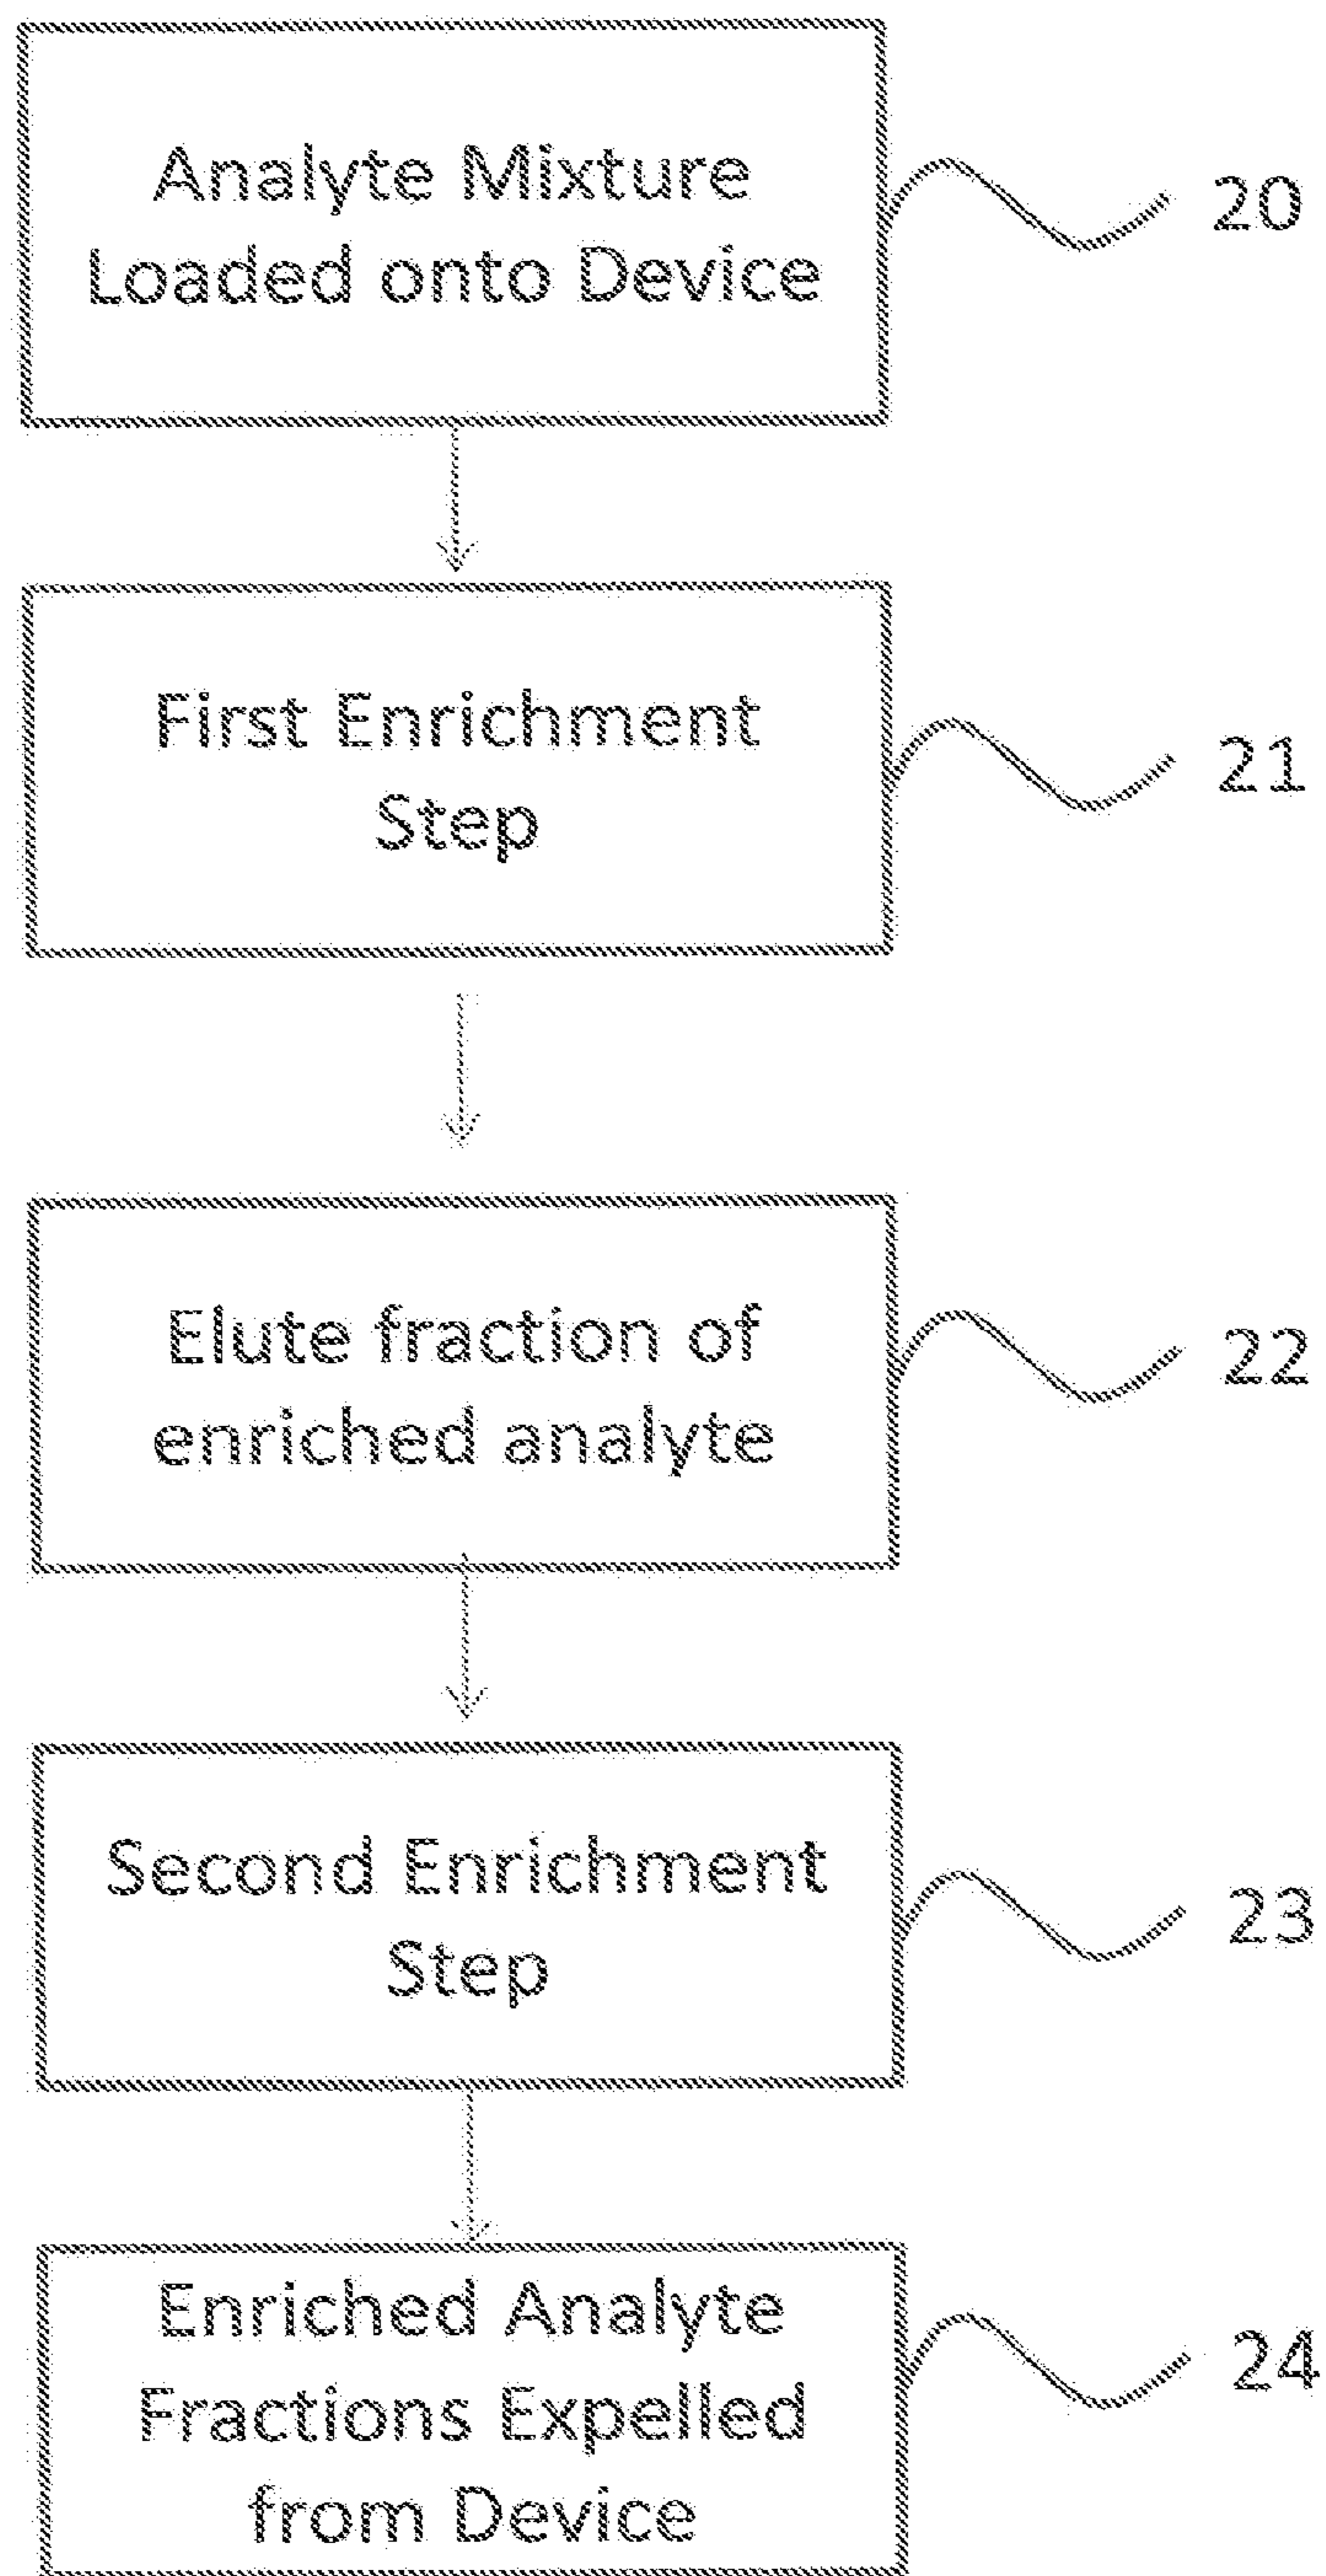 Analyte Mixture
Loaded onto Device
20
First Enrichment
Step
21
Elute fraction of
enriched analyte
22
Second Enrichment
Step
23
Enriched Analyte
Fractions Expelled
from Device
24